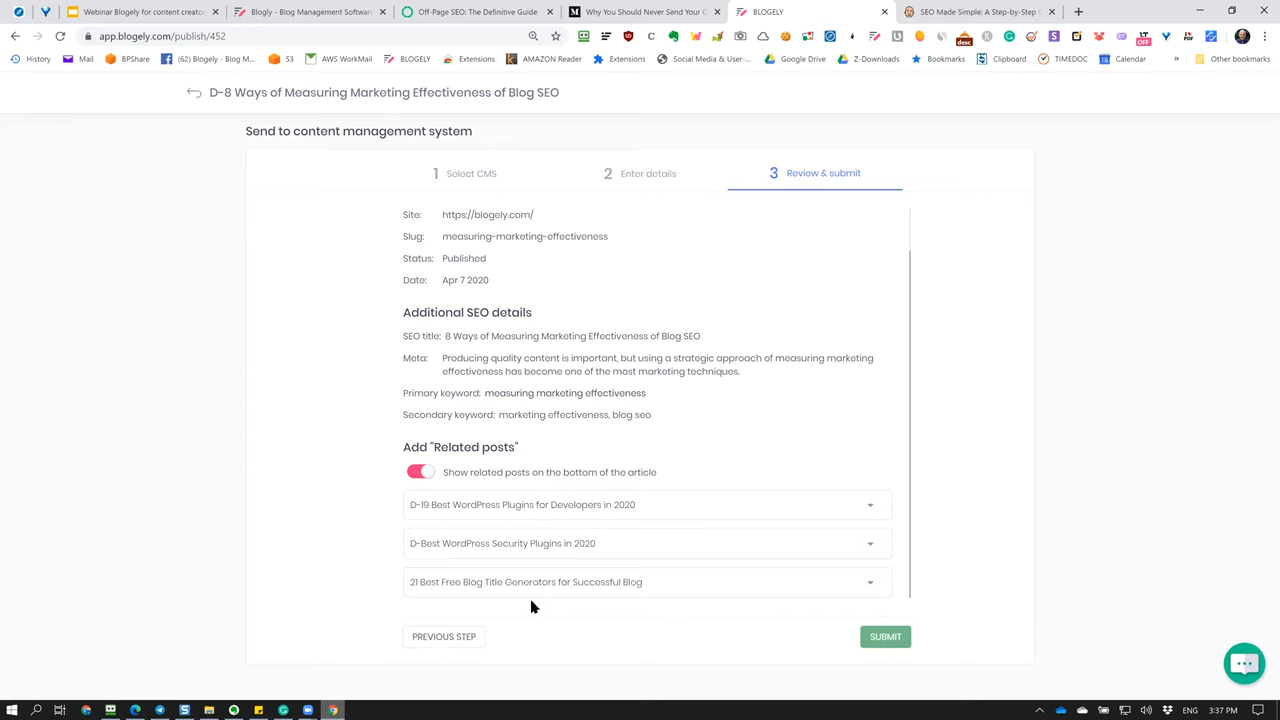 Webinar Blogely for content creator
Blogly - Blog Management Software
Off-Page SEO: The Definitive Guide
Why You Should Never Send Your C
BLOGELY
SEO Made Simple: A Step-by-Step
app.blogely.com/publish/452
desc
LT
OFF
History
Mail
BPShare
(62) Blogely - Blog M...
S3
AWS WorkMail
BLOGELY
Extensions
AMAZON Reader
Extensions
Social Media & User-...
Google Drive
Z-Downloads
Bookmarks
Clipboard
TIMEDOC
Calendar
»
Other bookmarks
D-8 Ways of Measuring Marketing Effectiveness of Blog SEO
Send to content management system
1 Select CMS
2 Enter details
3 Review & submit
Site: https://blogely.com/
Slug: measuring-marketing-effectiveness
Status: Published
Date: Apr 7 2020
Additional SEO details
SEO title: 8 Ways of Measuring Marketing Effectiveness of Blog SEO
Meta: Producing quality content is important, but using a strategic approach of measuring marketing
effectiveness has become one of the most marketing techniques.
Primary keyword: measuring marketing effectiveness
Secondary keyword: marketing effectiveness, blog seo
Add "Related posts"
Show related posts on the bottom of the article
D-19 Best WordPress Plugins for Developers in 2020
D-Best WordPress Security Plugins in 2020
21 Best Free Blog Title Generators for Successful Blog
PREVIOUS STEP
SUBMIT
ENG
3:37 PM